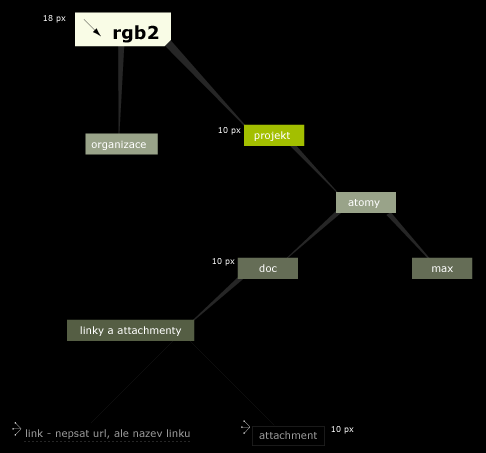 18 px
rgb2
10 px
projekt
organizace
atomy
10 px
doc
max
linky a attachmenty
link - nepsat url, ale nazev linku
attachment
10 px